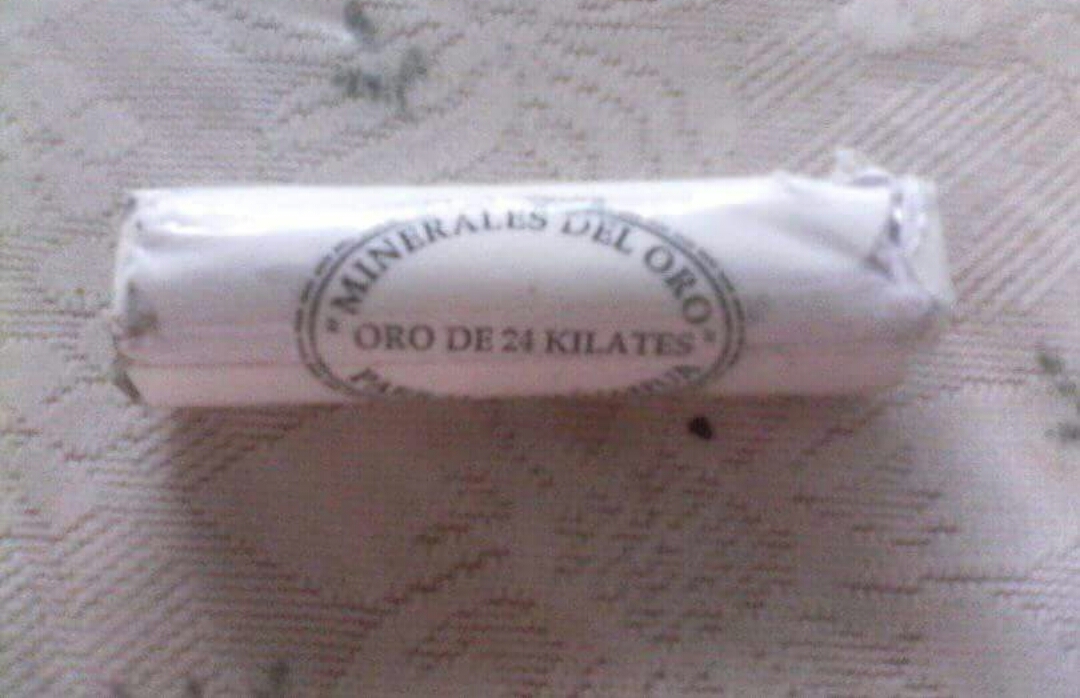 "MINERALES DEL ORO"
ORO DE 24 KILATES